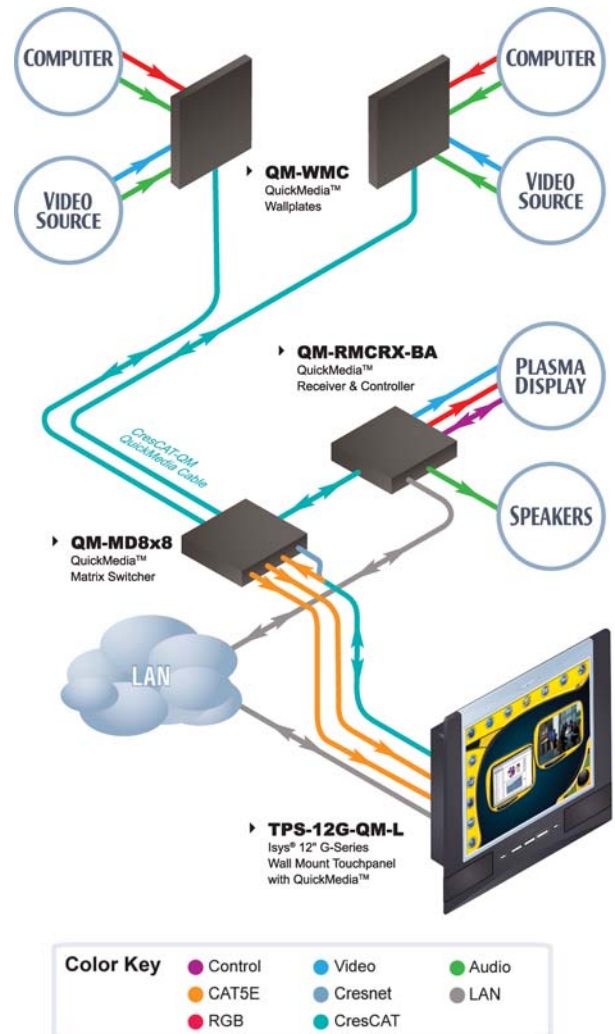 COMPUTER
COMPUTER
VIDEO
SOURCE
QM-WMC
QuickMedia™
Wallplates
VIDEO
SOURCE
QM-RMCRX-BA
QuickMedia™
Receiver & Controller
PLASMA
DISPLAY
CresCAT-QM
QuickMedia Cable
SPEAKERS
QM-MD8x8
QuickMedia™
Matrix Switcher
LAN
TPS-12G-QM-L
Isys® 12" G-Series
Wall Mount Touchpanel
with QuickMedia™
Color Key
Control
Video
Audio
CAT5E
Cresnet
LAN
RGB
CresCAT